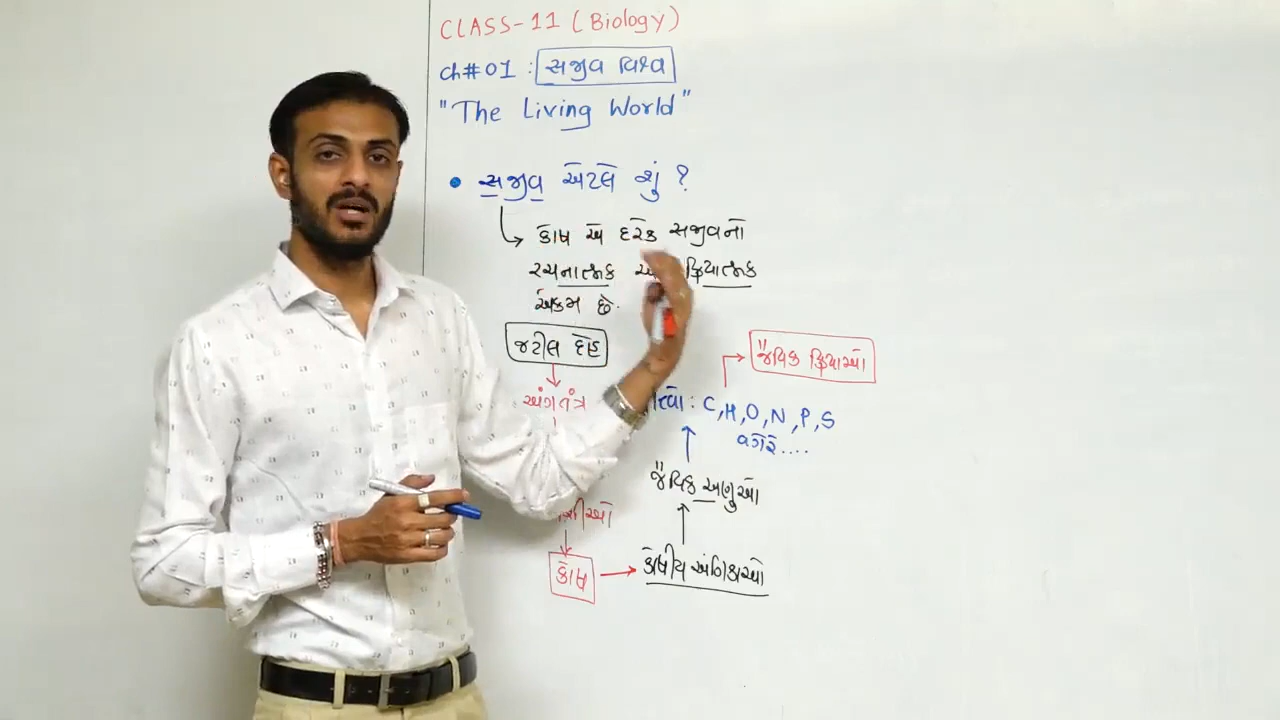 CLASS-11 (Biology)
ch#01 : સજીવ વિશ્વ
"The Living World"
• સજીવ એટલે શું ?
કોષ એ દરેક સજીવનો
રચનાત્મક ક્રિયાત્મક
એકમ છે.
જટીલ દેહ
જૈવિક ક્રિયાઓ
અંગતંત્ર
: C, H, O, N, P, S
વગેરે....
જૈવિક અણુઓ
કોષ
કોષીય અંગિકાઓ